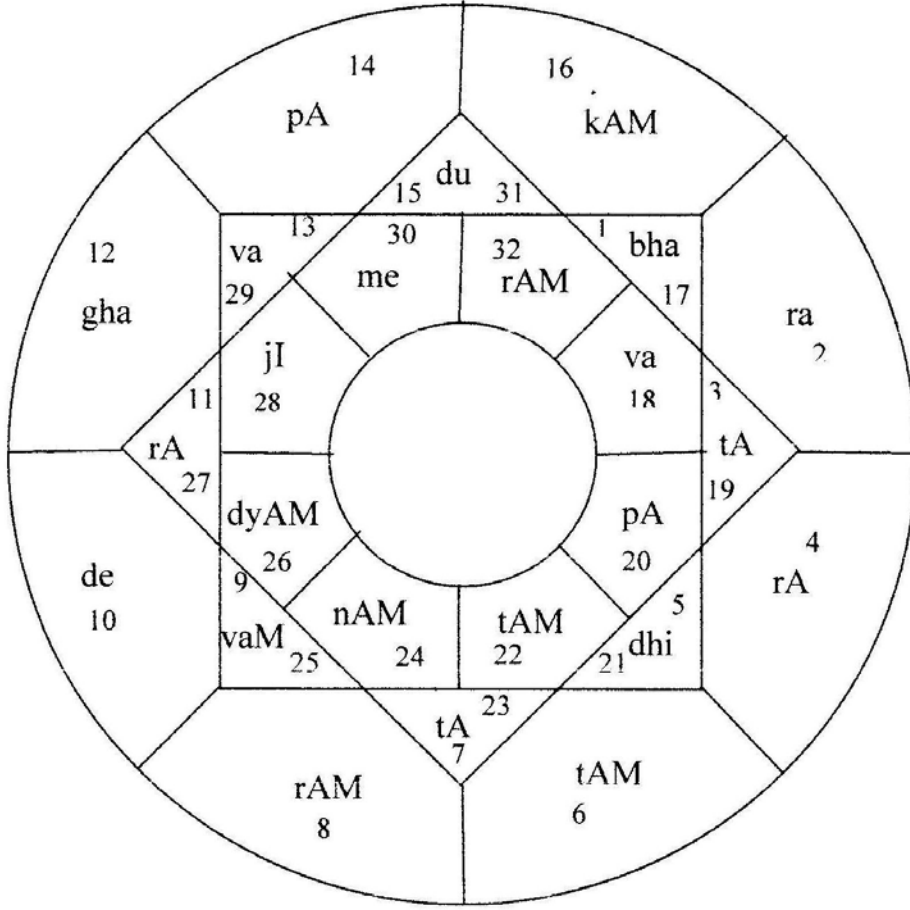 14 16
pA kAM
du
15 31
13 30 32 1
12 va me rAM bha
29 17
gha jI va ra
28 18 2
11 3
rA tA
27 19
dyAM pA
de 26 20 4
10 9 5 rA
vaM nAM tAM dhi
25 24 22 21
23
tA
7
rAM tAM
8 6